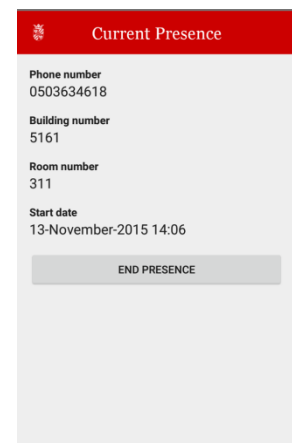 Current Presence
Phone number
0503634618
Building number
5161
Room number
311
Start date
13-November-2015 14:06
END PRESENCE